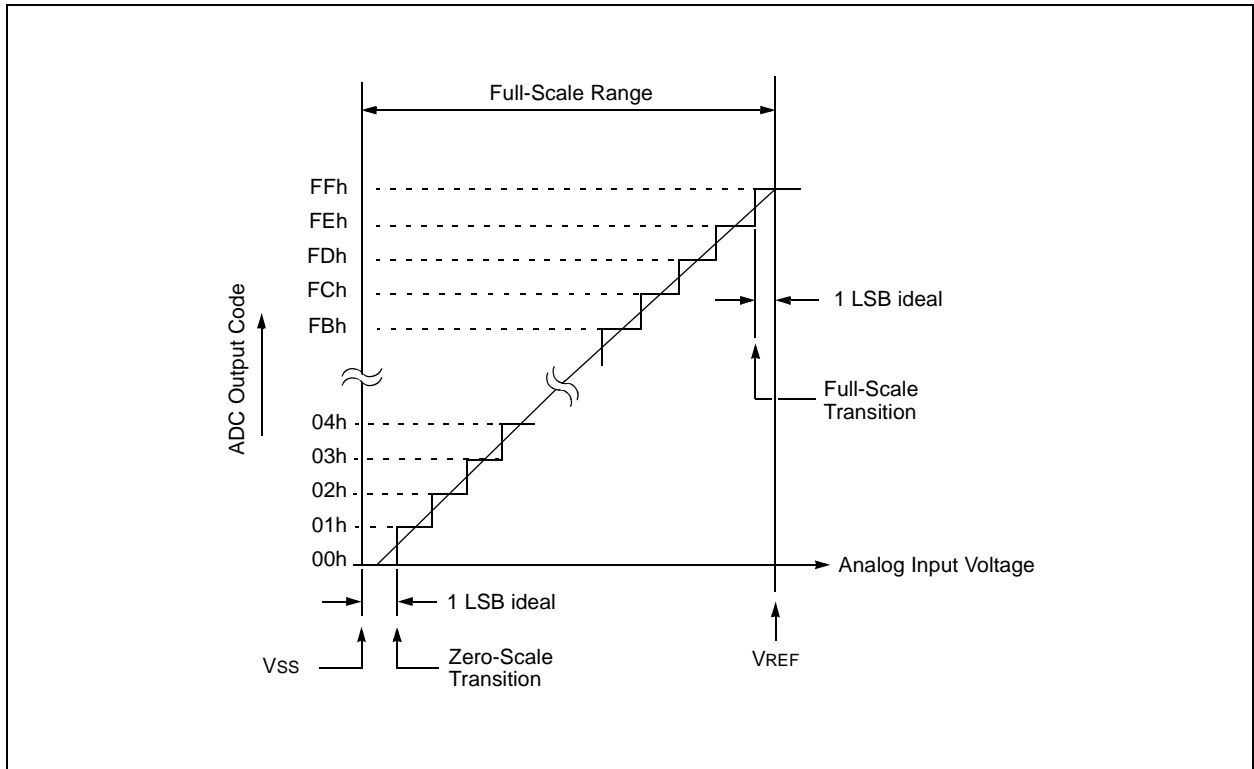 Full-Scale Range
FFh
FEh
FDh
FCh
FBh
1 LSB ideal
ADC Output Code
Full-Scale
Transition
04h
03h
02h
01h
00h
Analog Input Voltage
1 LSB ideal
VSS
Zero-Scale
Transition
VREF